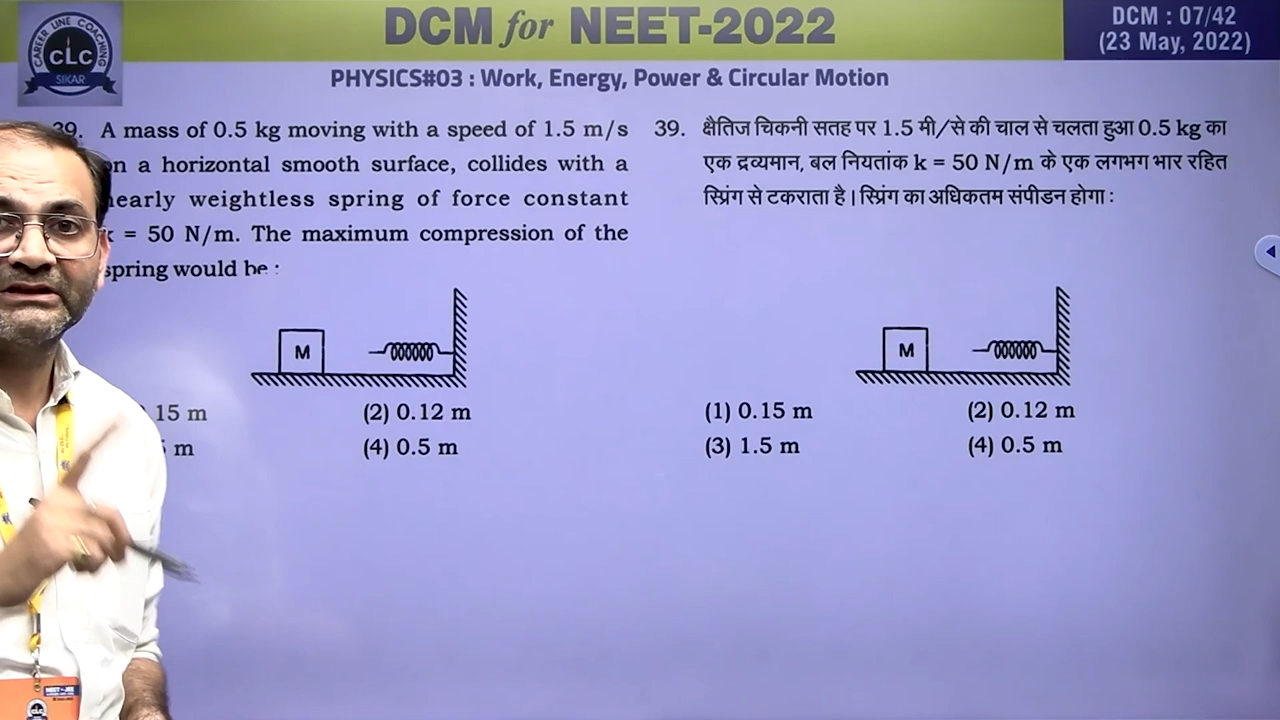 DCM for NEET-2022
DCM : 07/42
(23 May, 2022)
CAREER LINE COACHING
CLC
SIKAR
PHYSICS#03 : Work, Energy, Power & Circular Motion
39. A mass of 0.5 kg moving with a speed of 1.5 m/s
on a horizontal smooth surface, collides with a
nearly weightless spring of force constant
k = 50 N/m. The maximum compression of the
spring would be :
M
15 m
(2) 0.12 m
m
(4) 0.5 m
39. क्षैतिज चिकनी सतह पर 1.5 मी/से की चाल से चलता हुआ 0.5 kg का
एक द्रव्यमान, बल नियतांक k = 50 N/m के एक लगभग भार रहित
स्प्रिंग से टकराता है। स्प्रिंग का अधिकतम संपीडन होगा :
M
(1) 0.15 m
(2) 0.12 m
(3) 1.5 m
(4) 0.5 m
NEET - JEE
CLC